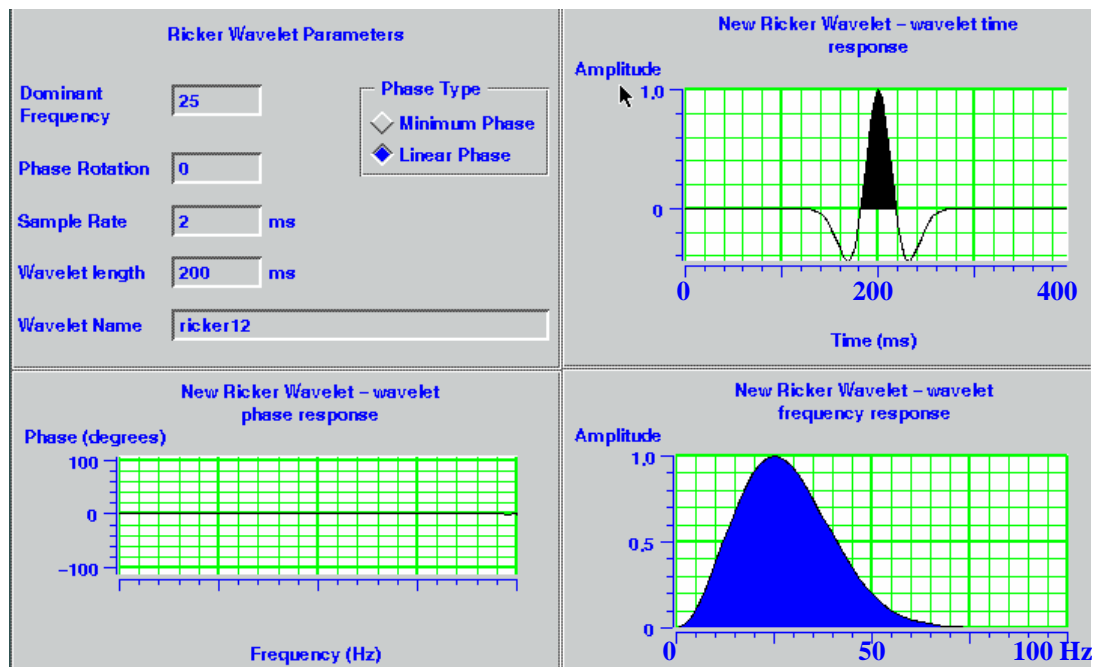 Ricker Wavelet Parameters
Dominant
Frequency
25
Phase Type
Minimum Phase
Linear Phase
Phase Rotation
0
Sample Rate
2
ms
Wavelet length
200
ms
Wavelet Name
ricker12
New Ricker Wavelet – wavelet time
response
Amplitude
1,0
0
0 200 400
Time (ms)
New Ricker Wavelet – wavelet
phase response
Phase (degrees)
100
0
-100
Frequency (Hz)
New Ricker Wavelet – wavelet
frequency response
Amplitude
1,0
0,5
0
0 50 100 Hz